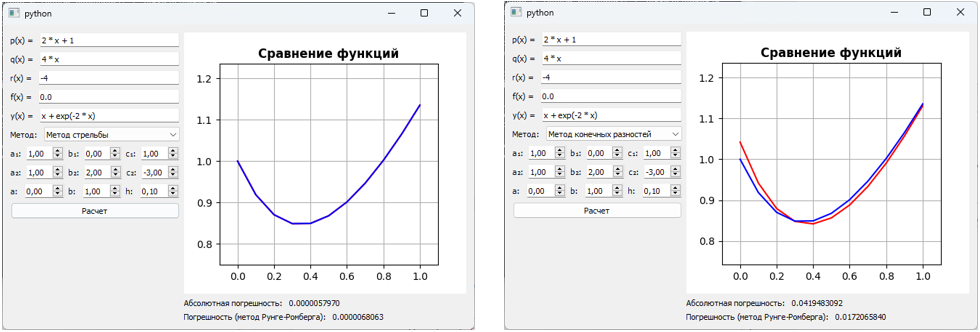 python
p(x) = 2 * x + 1
q(x) = 4 * x
r(x) = -4
f(x) = 0.0
y(x) = x + exp(-2 * x)
Метод: Метод стрельбы
a₁: 1,00 b₁: 0,00 c₁: 1,00
a₂: 1,00 b₂: 2,00 c₂: -3,00
a: 0,00 b: 1,00 h: 0,10
Расчет
Сравнение функций
1.2
1.1
1.0
0.9
0.8
0.0 0.2 0.4 0.6 0.8 1.0
Абсолютная погрешность: 0.0000057970
Погрешность (метод Рунге-Ромберга): 0.0000068063
python
p(x) = 2 * x + 1
q(x) = 4 * x
r(x) = -4
f(x) = 0.0
y(x) = x + exp(-2 * x)
Метод: Метод конечных разностей
a₁: 1,00 b₁: 0,00 c₁: 1,00
a₂: 1,00 b₂: 2,00 c₂: -3,00
a: 0,00 b: 1,00 h: 0,10
Расчет
Сравнение функций
1.2
1.1
1.0
0.9
0.8
0.0 0.2 0.4 0.6 0.8 1.0
Абсолютная погрешность: 0.0419483092
Погрешность (метод Рунге-Ромберга): 0.0172065840